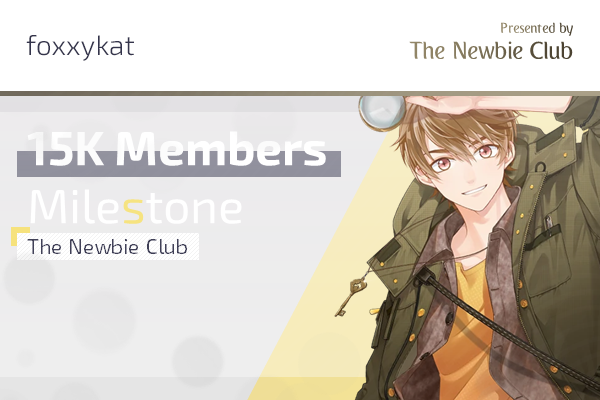 foxxykat
Presented by
The Newbie Club
15K Members
Milestone
The Newbie Club